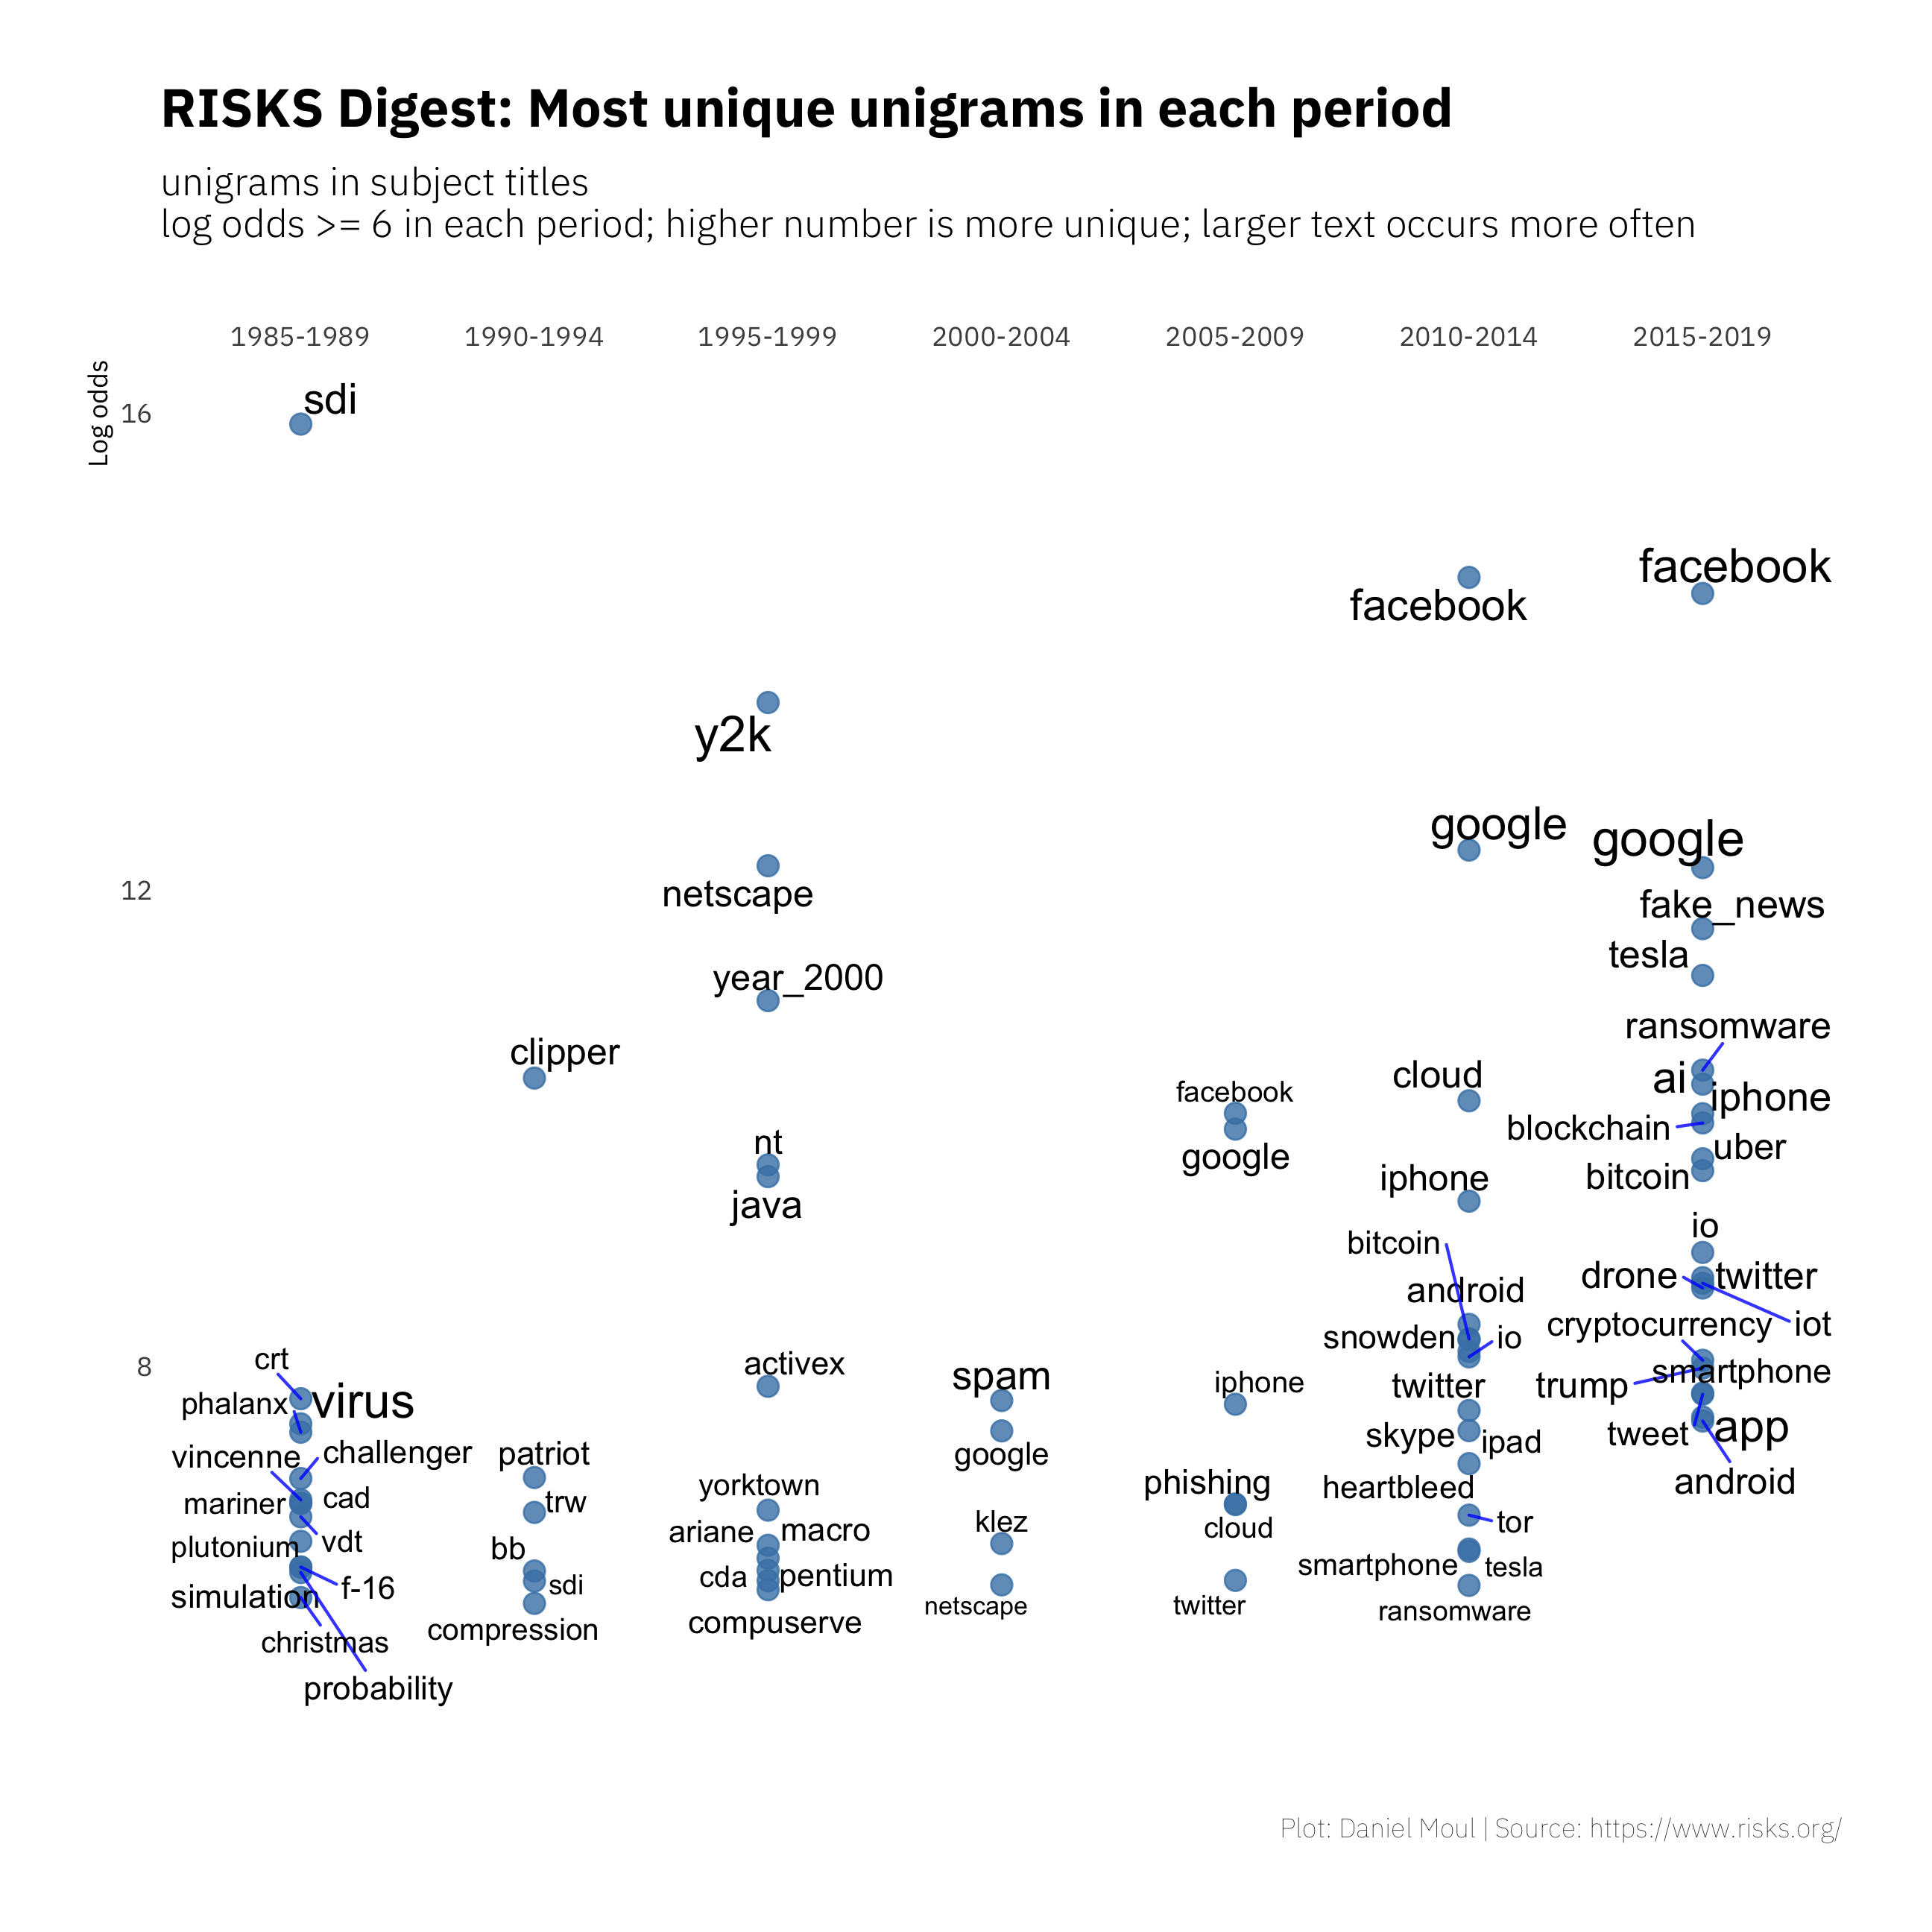 RISKS Digest: Most unique unigrams in each period
unigrams in subject titles
log odds >= 6 in each period; higher number is more unique; larger text occurs more often
1985-1989 1990-1994 1995-1999 2000-2004 2005-2009 2010-2014 2015-2019
Log odds
16
12
8
sdi
crt
phalanx
virus
vincenne
challenger
mariner
cad
vdt
plutonium
f-16
simulation
christmas
probability
clipper
patriot
trw
bb
sdi
compression
y2k
netscape
year_2000
nt
java
activex
yorktown
ariane
macro
cda
pentium
compuserve
spam
google
klez
netscape
facebook
google
iphone
phishing
cloud
twitter
facebook
google
cloud
iphone
bitcoin
android
snowden
io
twitter
skype
ipad
heartbleed
tor
smartphone
tesla
ransomware
facebook
google
fake_news
tesla
ransomware
ai
iphone
blockchain
uber
bitcoin
io
drone
twitter
cryptocurrency
iot
smartphone
trump
tweet
app
android
Plot: Daniel Moul | Source: https://www.risks.org/